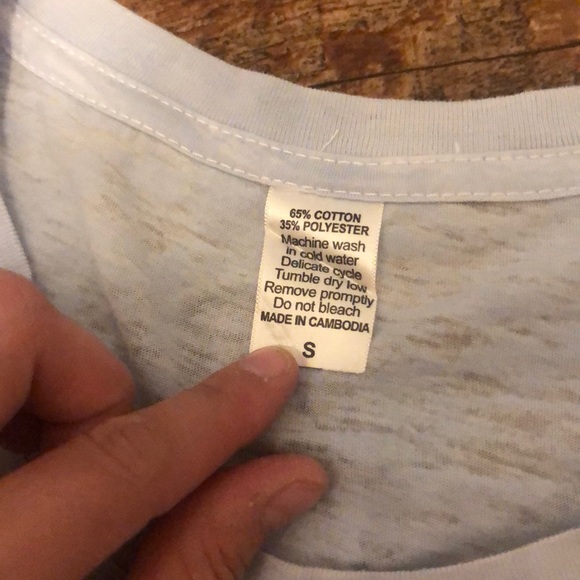 65% COTTON
35% POLYESTER
Machine wash
in cold water
Delicate cycle
Tumble dry low
Remove promptly
Do not bleach
MADE IN CAMBODIA
S